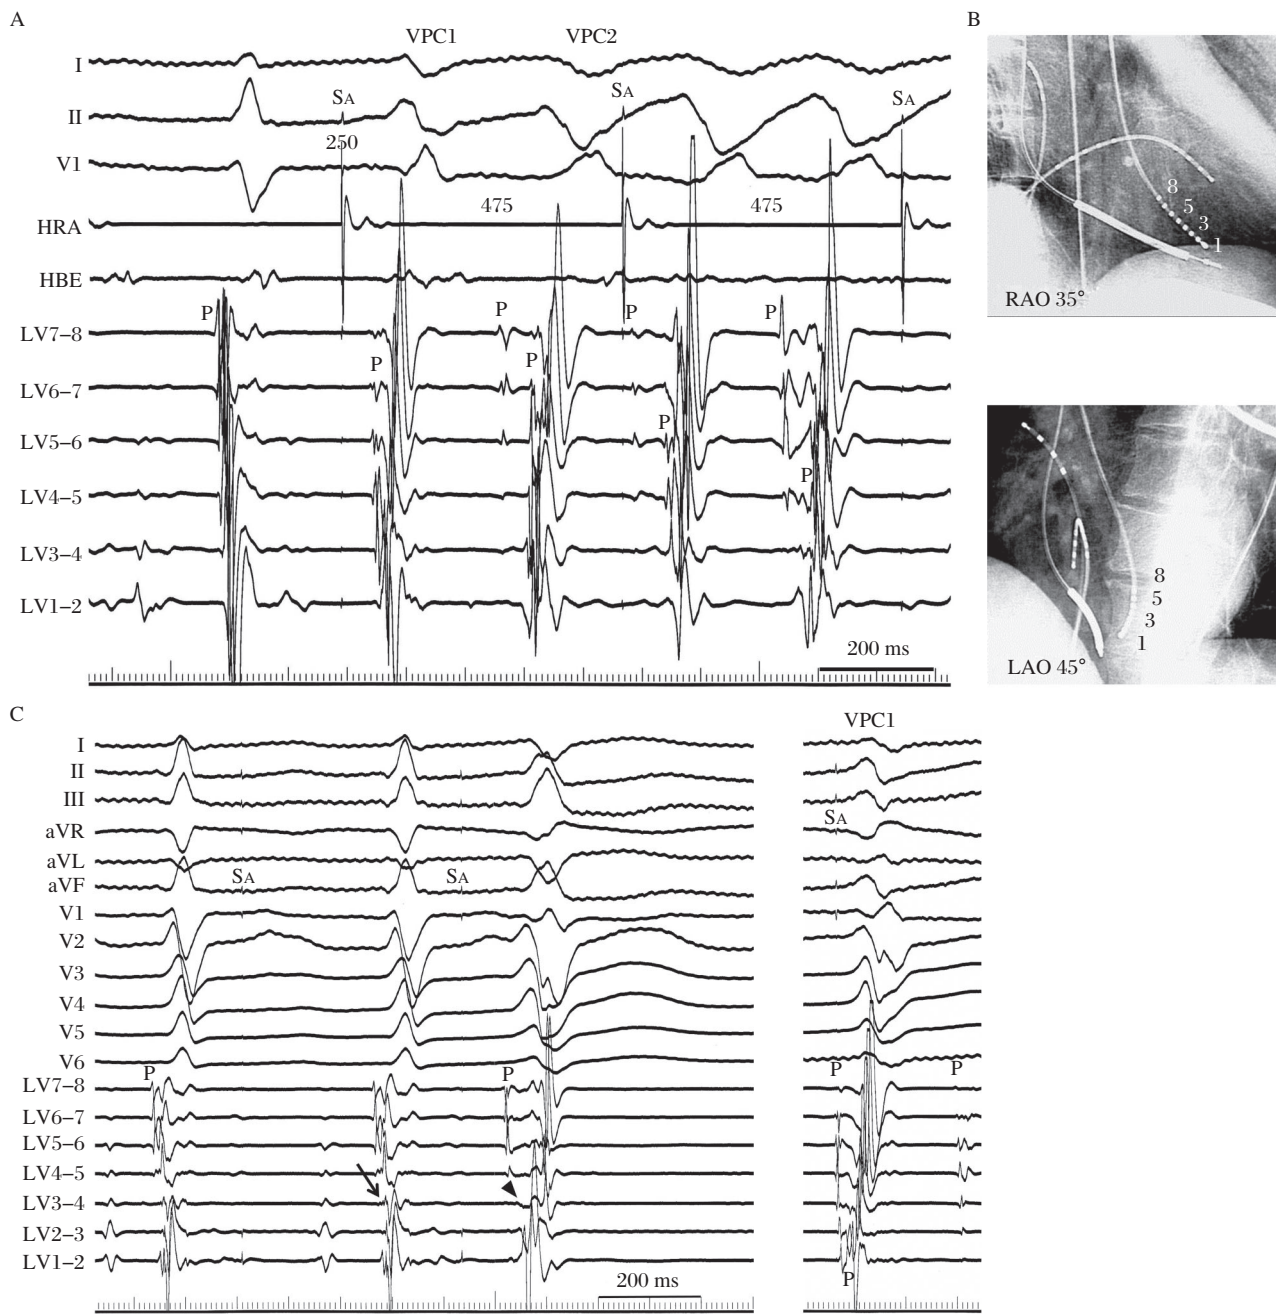 A
B
VPC1
VPC2
I
SA
SA
SA
II
250
V1
475
475
HRA
HBE
P
P
P
P
LV7–8
P
P
LV6–7
P
LV5–6
P
LV4–5
LV3–4
LV1–2
200 ms
8
5
3
1
RAO 35°
8
5
3
1
LAO 45°
C
VPC1
I
II
III
SA
aVR
aVL
SA
SA
aVF
V1
V2
V3
V4
V5
V6
P
P
P
P
LV7–8
LV6–7
LV5–6
LV4–5
LV3–4
LV2–3
LV1–2
P
200 ms